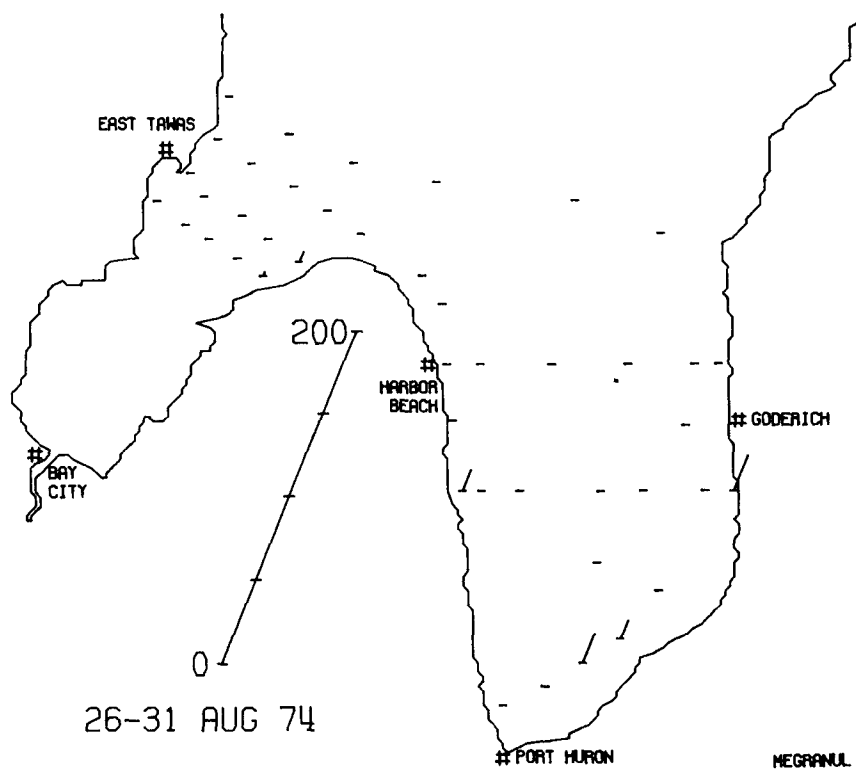 EAST TAWAS
200
HARBOR
BEACH
GODERICH
BAY
CITY
0
26-31 AUG 74
PORT HURON
MEGRANUL